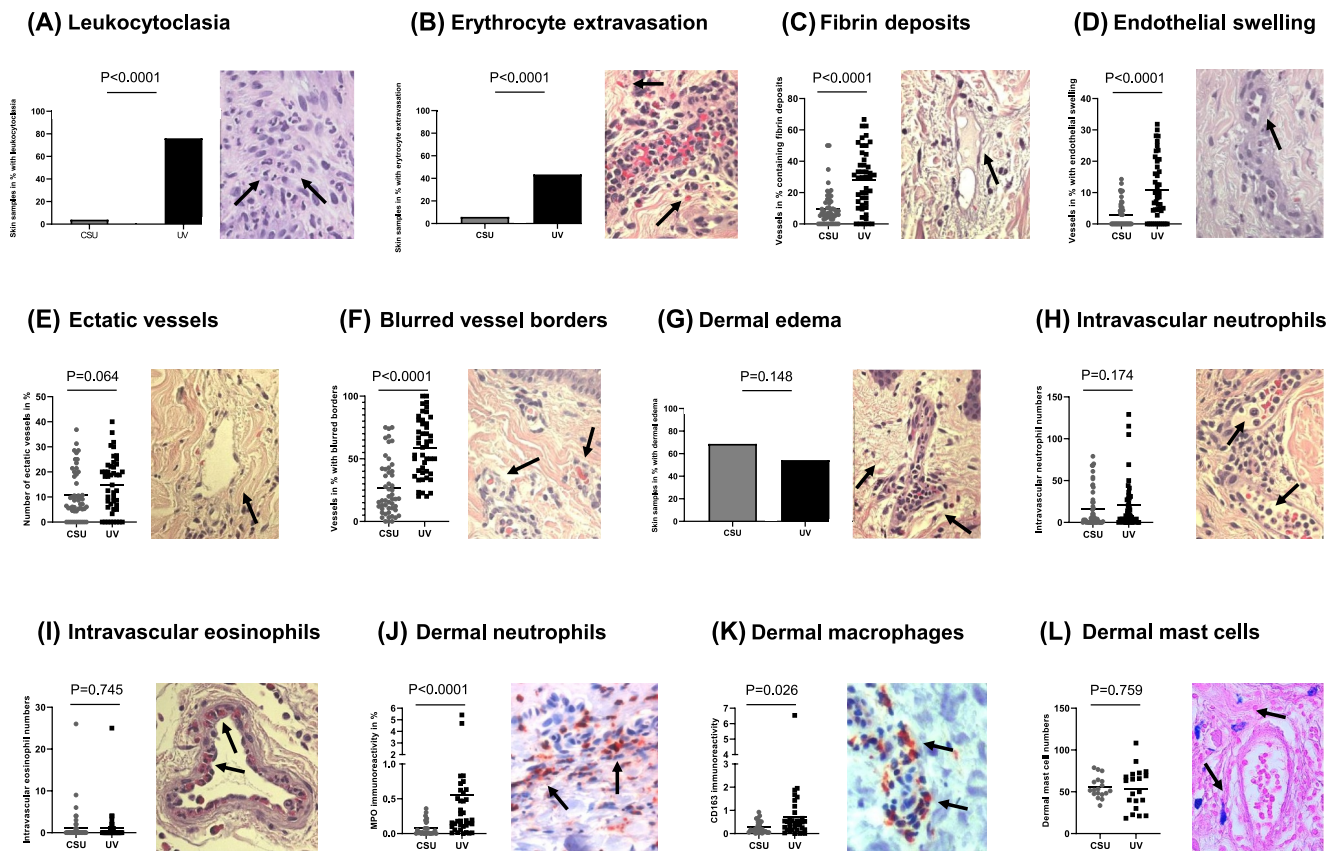 (A) Leukocytoclasia
P<0.0001
Skin samples in % with leukocytoclasia
100
80
60
40
20
0
CSU
UV
(B) Erythrocyte extravasation
P<0.0001
Skin samples in % with erytrocyte extravasation
100
80
60
40
20
0
CSU
UV
(C) Fibrin deposits
P<0.0001
Vessels in % containing fibrin deposits
80
60
40
20
0
CSU
UV
(D) Endothelial swelling
P<0.0001
Vessels in % with endothelial swelling
40
30
20
10
0
CSU
UV
(E) Ectatic vessels
P=0.064
Number of ectatic vessels in %
50
40
30
20
10
0
CSU
UV
(F) Blurred vessel borders
P<0.0001
Vessels in % with blurred borders
100
50
0
CSU
UV
(G) Dermal edema
P=0.148
Skin samples in % with dermal edema
100
80
60
40
20
0
CSU
UV
(H) Intravascular neutrophils
P=0.174
Intravascular neutrophil numbers
150
100
50
0
CSU
UV
(I) Intravascular eosinophils
P=0.745
Intravascular eosinophil numbers
30
20
10
0
CSU
UV
(J) Dermal neutrophils
P<0.0001
MPO immunoreactivity in %
6
5
4
3
2
1
1.0
0.5
0.0
CSU
UV
(K) Dermal macrophages
P=0.026
CD163 immunoreactivity
7
6
5
4
3
2
1
0
CSU
UV
(L) Dermal mast cells
P=0.759
Dermal mast cell numbers
150
100
50
0
CSU
UV